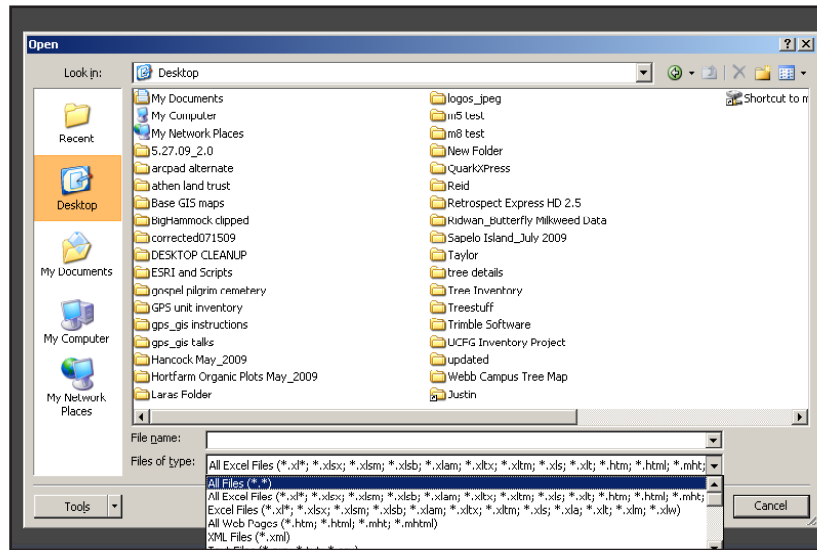 Open
Look in:
Desktop
Recent
Desktop
My Documents
My Computer
My Network
Places
My Documents
My Computer
My Network Places
5.27.09_2.0
arcpad alternate
athen land trust
Base GIS maps
BigHammock clipped
corrected071509
DESKTOP CLEANUP
ESRI and Scripts
gospel pilgrim cemetery
GPS unit inventory
gps_gis instructions
gps_gis talks
Hancock May_2009
Hortfarm Organic Plots May_2009
Laras Folder
logos_jpeg
m5 test
m8 test
New Folder
QuarkXPress
Reid
Retrospect Express HD 2.5
Ridwan_Butterfly Milkweed Data
Sapelo Island_July 2009
Taylor
tree details
Tree Inventory
Treestuff
Trimble Software
UCFG Inventory Project
updated
Webb Campus Tree Map
Justin
Shortcut to m
File name:
Files of type:
All Excel Files (*.xl*; *.xlsx; *.xlsm; *.xlsb; *.xlam; *.xltx; *.xltm; *.xls; *.xlt; *.htm; *.html; *.mht;
All Files (*.*)
All Excel Files (*.xl*; *.xlsx; *.xlsm; *.xlsb; *.xlam; *.xltx; *.xltm; *.xls; *.xlt; *.htm; *.html; *.mht;
Excel Files (*.xl*; *.xlsx; *.xlsm; *.xlsb; *.xlam; *.xltx; *.xltm; *.xls; *.xla; *.xlt; *.xlm; *.xlw)
All Web Pages (*.htm; *.html; *.mht; *.mhtml)
XML Files (*.xml)
Tools
Cancel